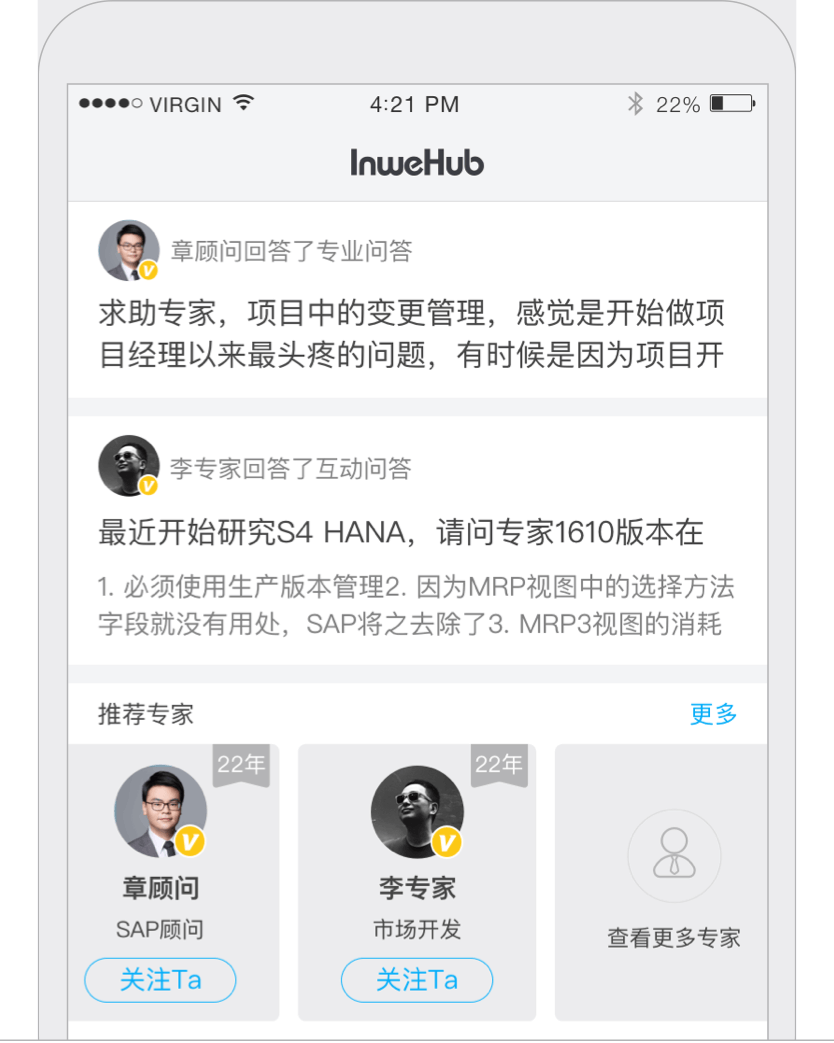 VIRGIN 4:21 PM 22%
InweHub
章顾问回答了专业问答
求助专家，项目中的变更管理，感觉是开始做项
目经理以来最头疼的问题，有时候是因为项目开
李专家回答了互动问答
最近开始研究S4 HANA，请问专家1610版本在
1. 必须使用生产版本管理2. 因为MRP视图中的选择方法
字段就没有用处，SAP将之去除了3. MRP3视图的消耗
推荐专家 更多
22年 22年
章顾问 李专家
SAP顾问 市场开发 查看更多专家
关注Ta 关注Ta